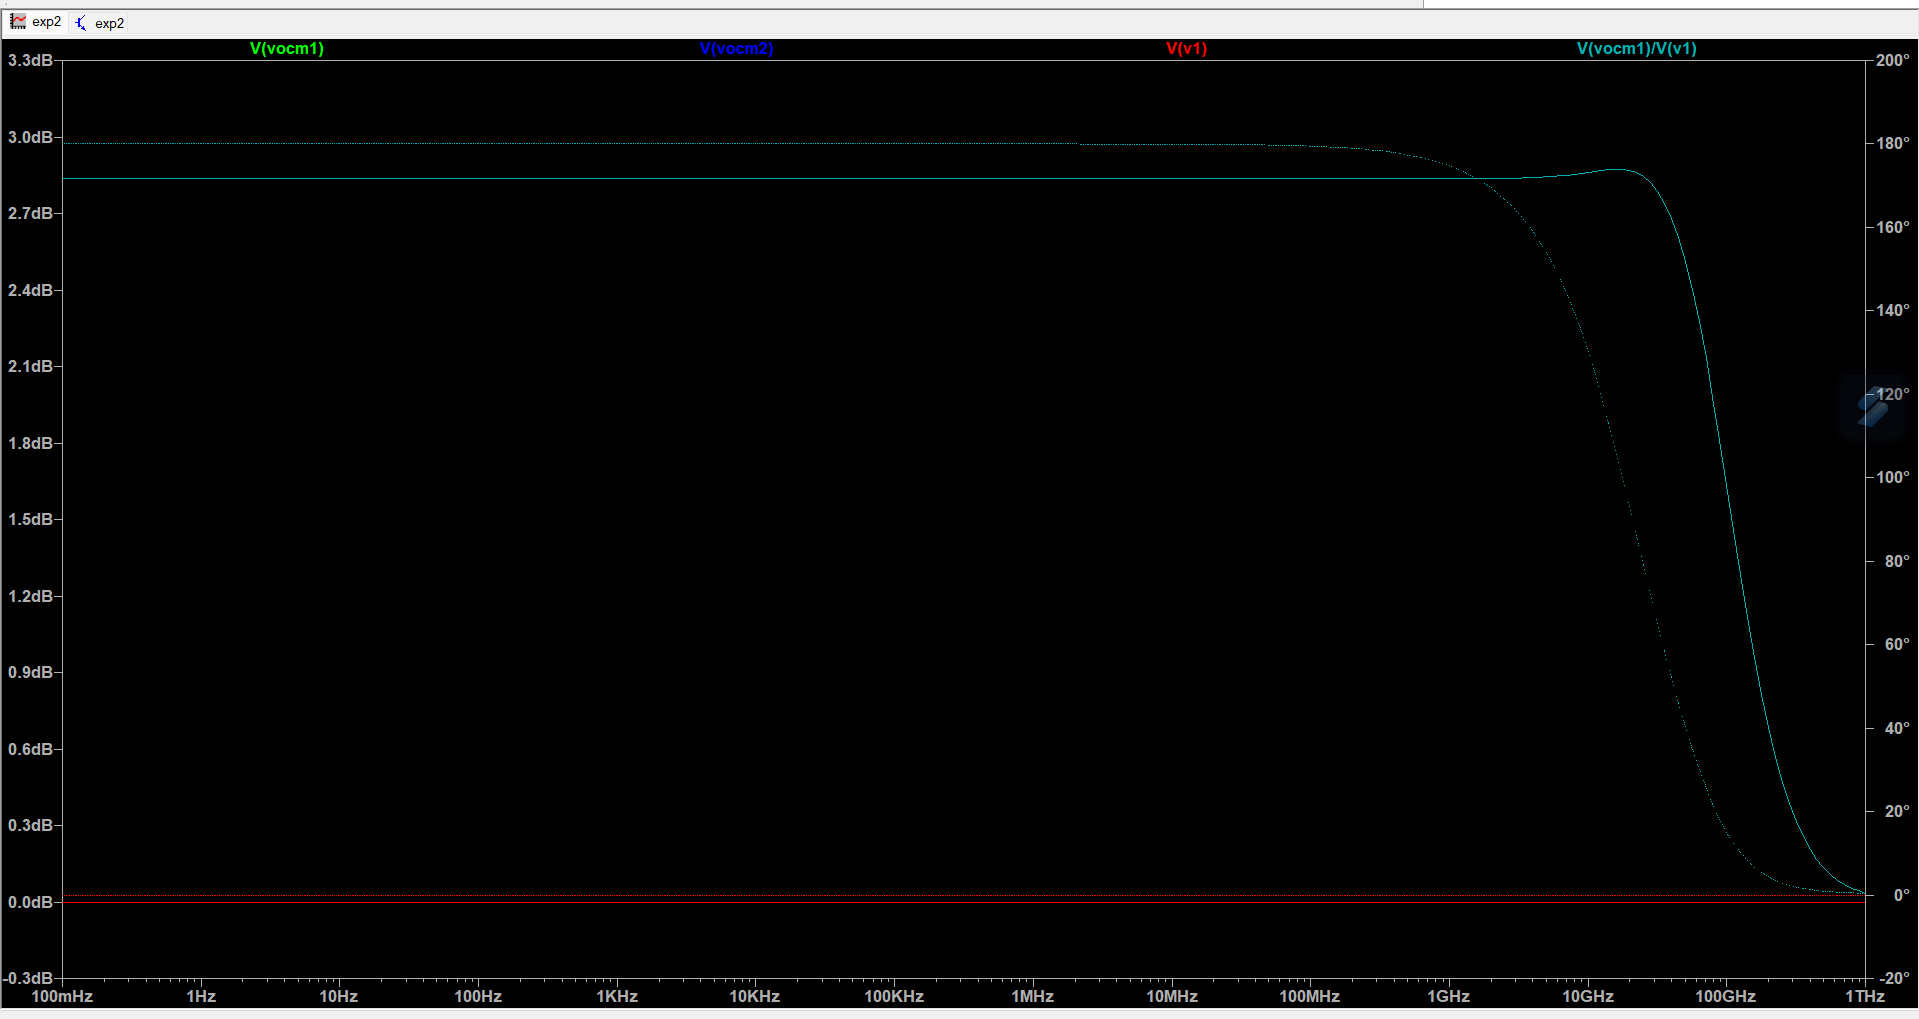 exp2 exp2
V(vocm1) V(vocm2) V(v1) V(vocm1)/V(v1)
3.3dB 200°
3.0dB 180°
2.7dB 160°
2.4dB 140°
2.1dB 120°
1.8dB 100°
1.5dB 80°
1.2dB 60°
0.9dB 40°
0.6dB 20°
0.3dB 0°
0.0dB -20°
-0.3dB
100mHz 1Hz 10Hz 100Hz 1KHz 10KHz 100KHz 1MHz 10MHz 100MHz 1GHz 10GHz 100GHz 1THz